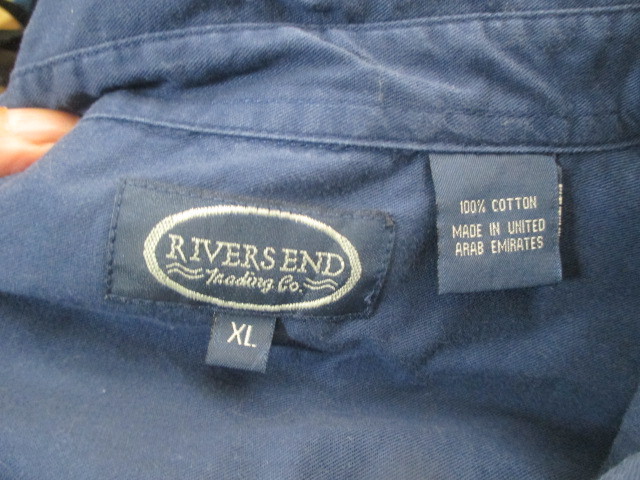 RIVERS END
Trading Co.
XL
100% COTTON
MADE IN UNITED
ARAB EMIRATES